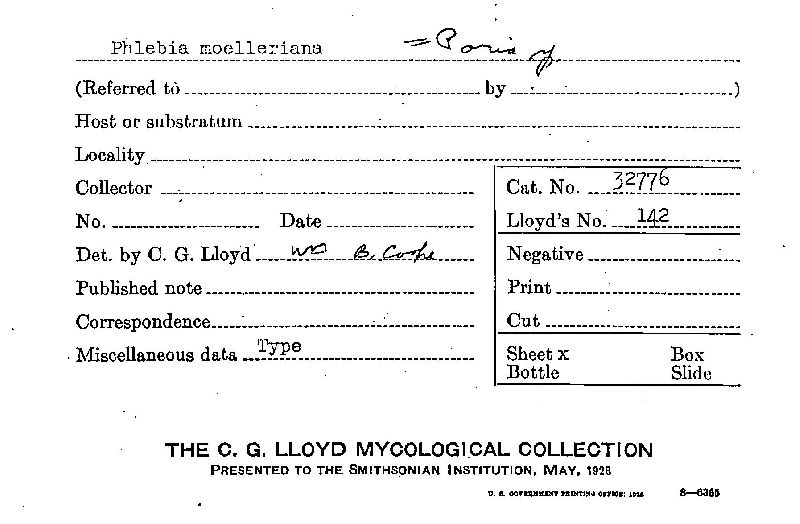 Phlebia moelleriana = Poria
(Referred to by )
Host or substratum
Locality
Collector
Cat. No. 32776
No. Date
Lloyd's No. 142
Det. by C. G. Lloyd Wm B. Cooke
Negative
Published note
Print
Correspondence
Cut
Miscellaneous data Type
Sheet x Box
Bottle Slide
THE C. G. LLOYD MYCOLOGICAL COLLECTION
PRESENTED TO THE SMITHSONIAN INSTITUTION, MAY, 1928
U. S. GOVERNMENT PRINTING OFFICE: 1928 8—6365